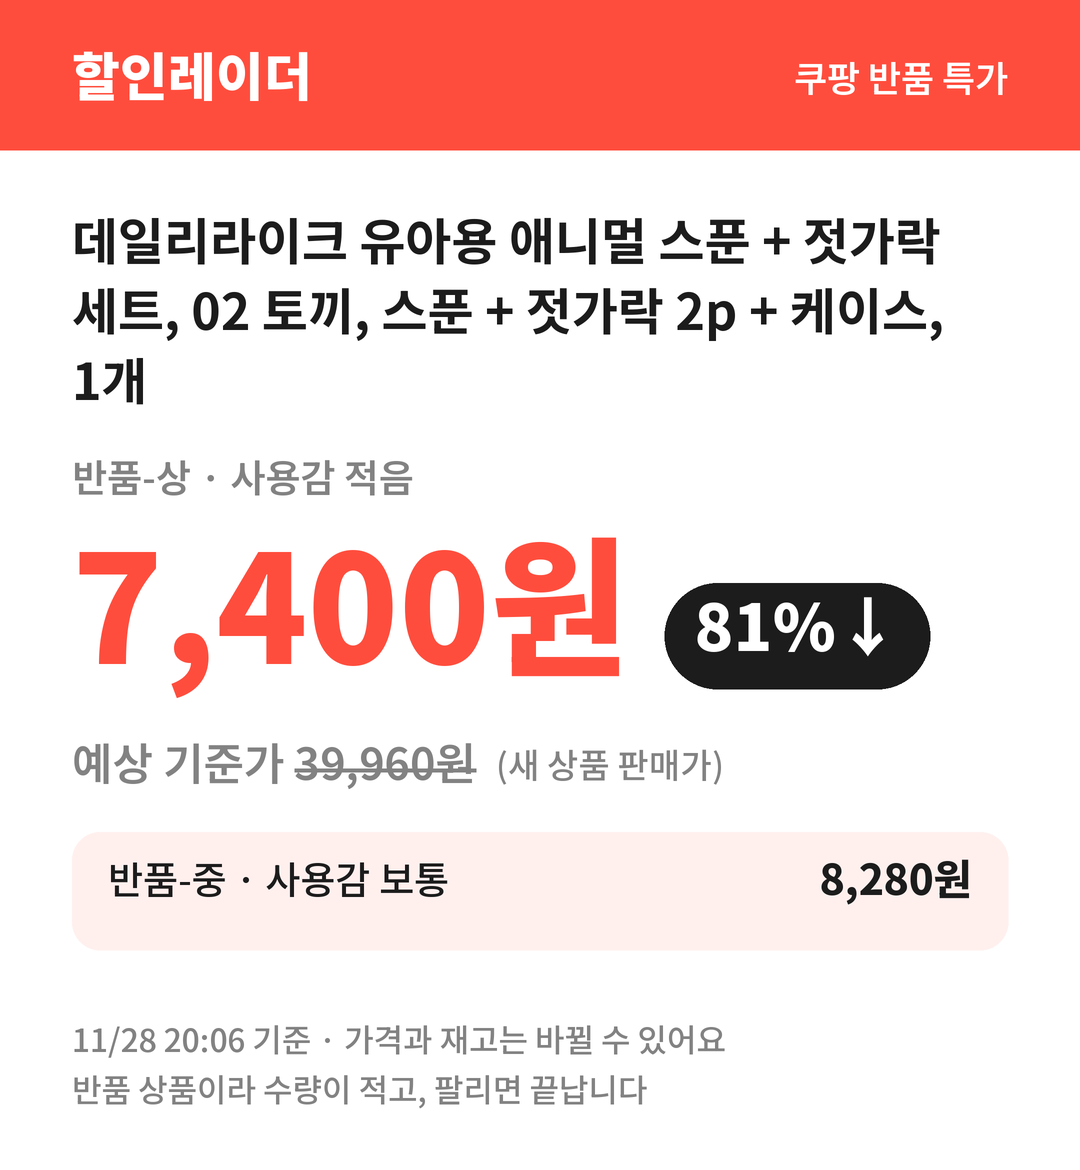 할인레이더
쿠팡 반품 특가
데일리라이크 유아용 애니멀 스푼 + 젓가락
세트, 02 토끼, 스푼 + 젓가락 2p + 케이스,
1개
반품-상 · 사용감 적음
7,400원 81%↓
예상 기준가 39,960원 (새 상품 판매가)
반품-중 · 사용감 보통 8,280원
11/28 20:06 기준 · 가격과 재고는 바뀔 수 있어요
반품 상품이라 수량이 적고, 팔리면 끝납니다